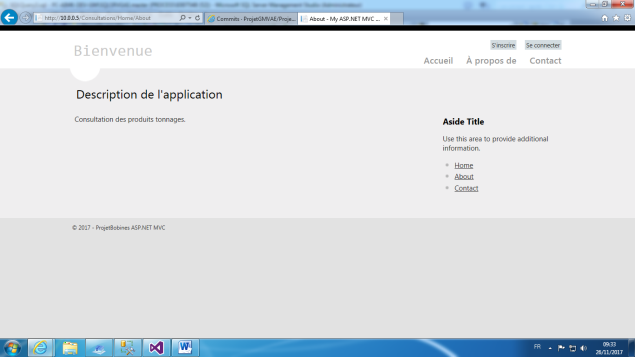 http://10.0.0.5/Consultations/Home/About
Commits - ProjetGMVAE/Proje...
About - My ASP.NET MVC ...
S'inscrire
Se connecter
Bienvenue
Accueil
À propos de
Contact
Description de l'application
Consultation des produits tonnages.
Aside Title
Use this area to provide additional
information.
Home
About
Contact
© 2017 - ProjetBobines ASP.NET MVC
FR
09:33
26/11/2017